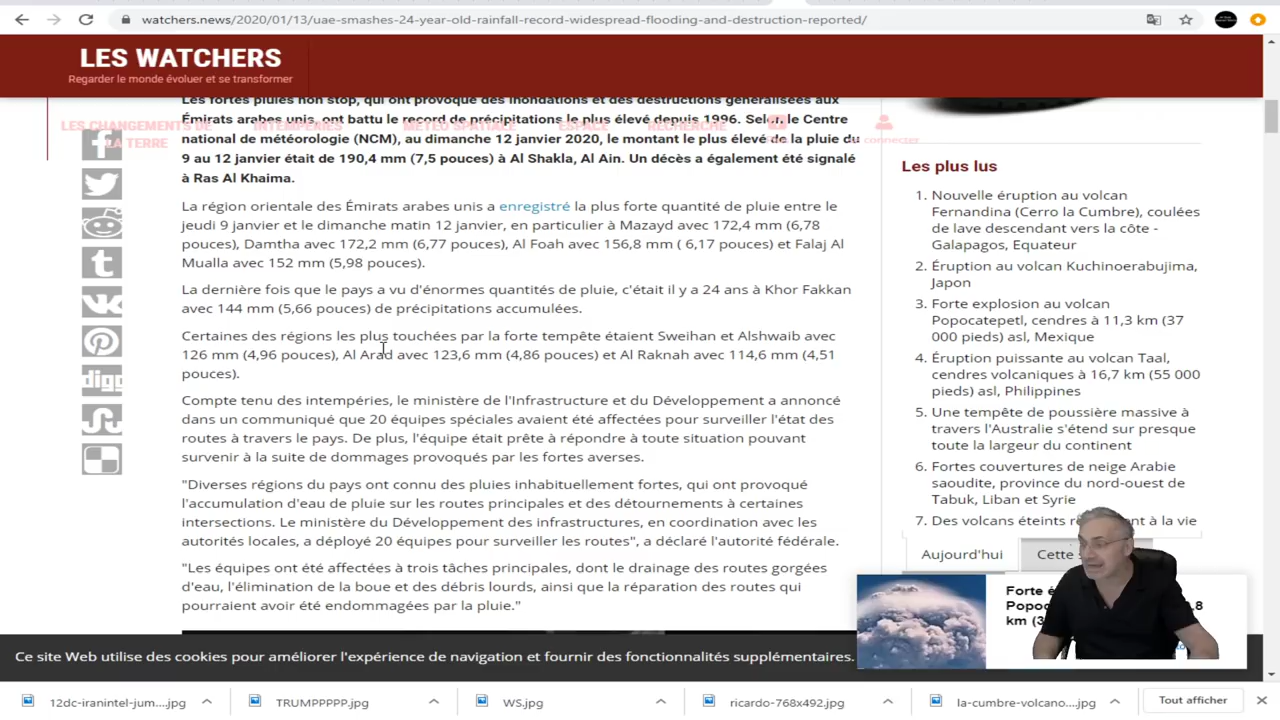 watchers.news/2020/01/13/uae-smashes-24-year-old-rainfall-record-widespread-flooding-and-destruction-reported/
LES WATCHERS
Regarder le monde évoluer et se transformer
LES CHANGEMENTS DE
LA TERRE
INTEMPÉRIES
MÉTÉO SPATIALE
ESPACE
RECHERCHE
connecter
Les fortes pluies non stop, qui ont provoqué des inondations et des destructions généralisées aux
Émirats arabes unis, ont battu le record de précipitations le plus élevé depuis 1996. Selon le Centre
national de météorologie (NCM), au dimanche 12 janvier 2020, le montant le plus élevé de la pluie du
9 au 12 janvier était de 190,4 mm (7,5 pouces) à Al Shakla, Al Ain. Un décès a également été signalé
à Ras Al Khaima.
La région orientale des Émirats arabes unis a enregistré la plus forte quantité de pluie entre le
jeudi 9 janvier et le dimanche matin 12 janvier, en particulier à Mazayd avec 172,4 mm (6,78
pouces), Damtha avec 172,2 mm (6,77 pouces), Al Foah avec 156,8 mm ( 6,17 pouces) et Falaj Al
Mualla avec 152 mm (5,98 pouces).
La dernière fois que le pays a vu d'énormes quantités de pluie, c'était il y a 24 ans à Khor Fakkan
avec 144 mm (5,66 pouces) de précipitations accumulées.
Certaines des régions les plus touchées par la forte tempête étaient Sweihan et Alshwaib avec
126 mm (4,96 pouces), Al Arad avec 123,6 mm (4,86 pouces) et Al Raknah avec 114,6 mm (4,51
pouces).
Compte tenu des intempéries, le ministère de l'Infrastructure et du Développement a annoncé
dans un communiqué que 20 équipes spéciales avaient été affectées pour surveiller l'état des
routes à travers le pays. De plus, l'équipe était prête à répondre à toute situation pouvant
survenir à la suite de dommages provoqués par les fortes averses.
"Diverses régions du pays ont connu des pluies inhabituellement fortes, qui ont provoqué
l'accumulation d'eau de pluie sur les routes principales et des détournements à certaines
intersections. Le ministère du Développement des infrastructures, en coordination avec les
autorités locales, a déployé 20 équipes pour surveiller les routes", a déclaré l'autorité fédérale.
"Les équipes ont été affectées à trois tâches principales, dont le drainage des routes gorgées
d'eau, l'élimination de la boue et des débris lourds, ainsi que la réparation des routes qui
pourraient avoir été endommagées par la pluie."
digg
Les plus lus
1. Nouvelle éruption au volcan
Fernandina (Cerro la Cumbre), coulées
de lave descendant vers la côte -
Galapagos, Equateur
2. Éruption au volcan Kuchinoerabujima,
Japon
3. Forte explosion au volcan
Popocatepetl, cendres à 11,3 km (37
000 pieds) asl, Mexique
4. Éruption puissante au volcan Taal,
cendres volcaniques à 16,7 km (55 000
pieds) asl, Philippines
5. Une tempête de poussière massive à
travers l'Australie s'étend sur presque
toute la largeur du continent
6. Fortes couvertures de neige Arabie
saoudite, province du nord-ouest de
Tabuk, Liban et Syrie
7. Des volcans éteints à la vie
Aujourd'hui
Cette
Forte
Popoc
km (3
Ce site Web utilise des cookies pour améliorer l'expérience de navigation et fournir des fonctionnalités supplémentaires.
12dc-iranintel-jum....jpg
TRUMPPPPP.jpg
WS.jpg
ricardo-768x492.jpg
la-cumbre-volcano....jpg
Tout afficher